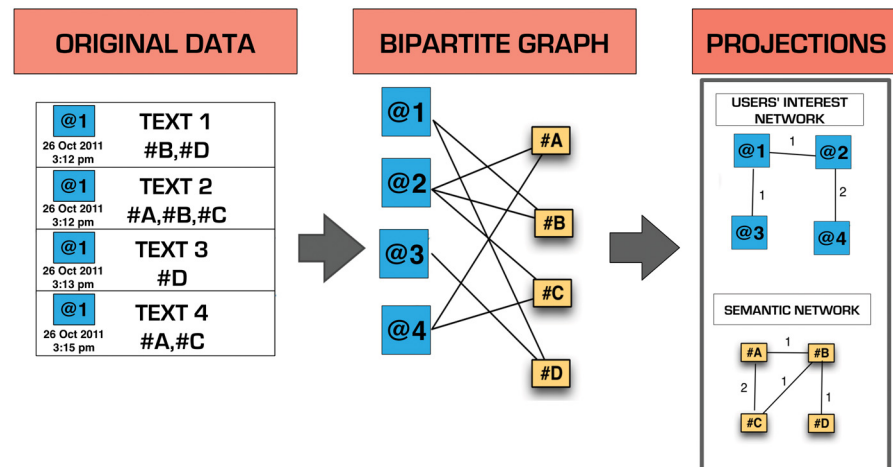 ORIGINAL DATA
@1
26 Oct 2011
3:12 pm
TEXT 1
#B,#D
@1
26 Oct 2011
3:12 pm
TEXT 2
#A,#B,#C
@1
26 Oct 2011
3:13 pm
TEXT 3
#D
@1
26 Oct 2011
3:15 pm
TEXT 4
#A,#C
BIPARTITE GRAPH
@1
@2
@3
@4
#A
#B
#C
#D
PROJECTIONS
USERS' INTEREST
NETWORK
@1
1
@2
1
2
@3
@4
SEMANTIC NETWORK
#A
1
#B
2
1
1
#C
#D